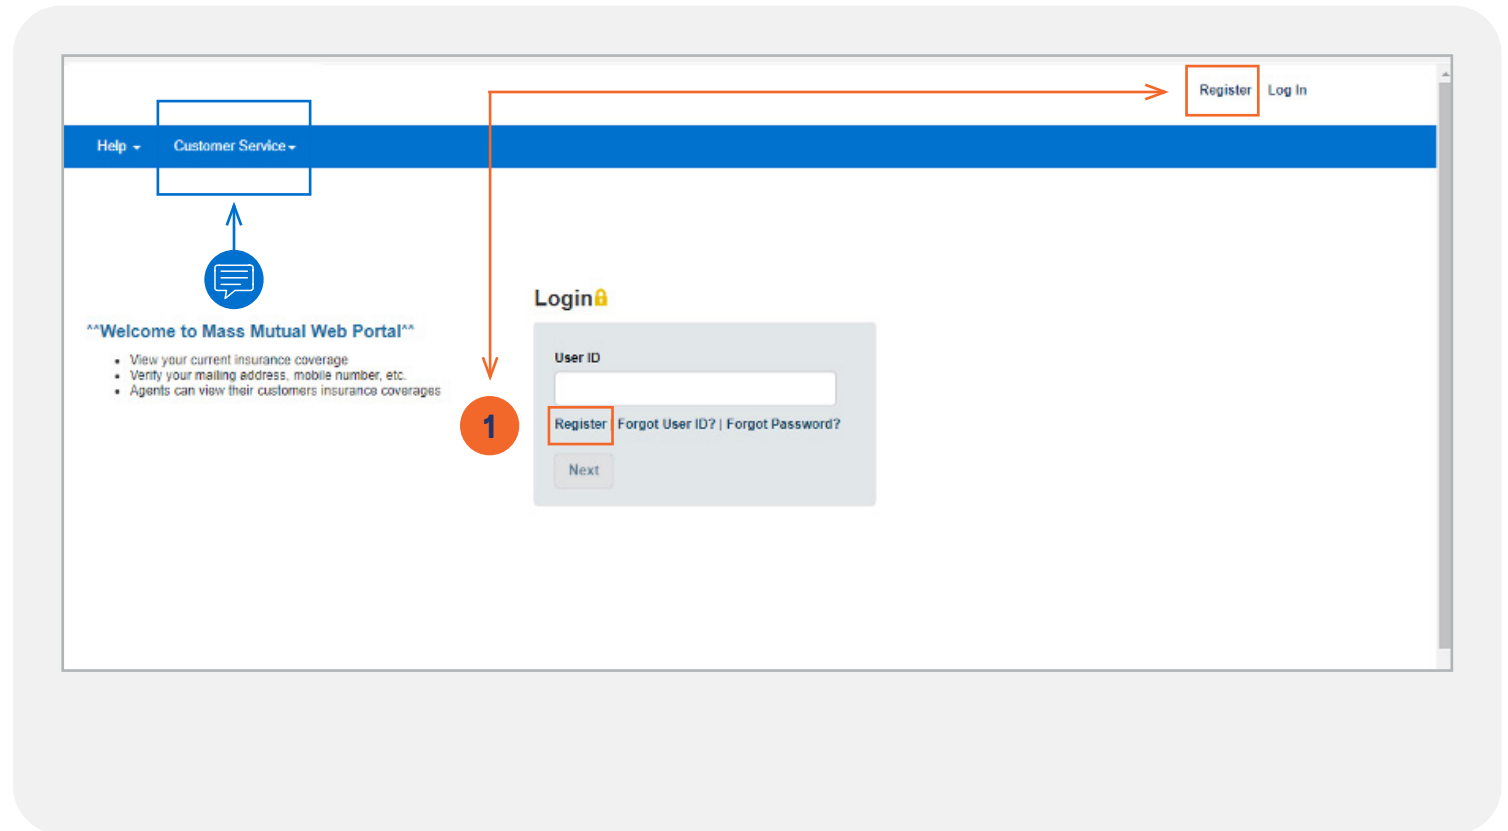 Register Log In
Help Customer Service
Login
^^Welcome to Mass Mutual Web Portal^^
View your current insurance coverage
Verify your mailing address, mobile number, etc.
Agents can view their customers insurance coverages
User ID
1
Register Forgot User ID? | Forgot Password?
Next